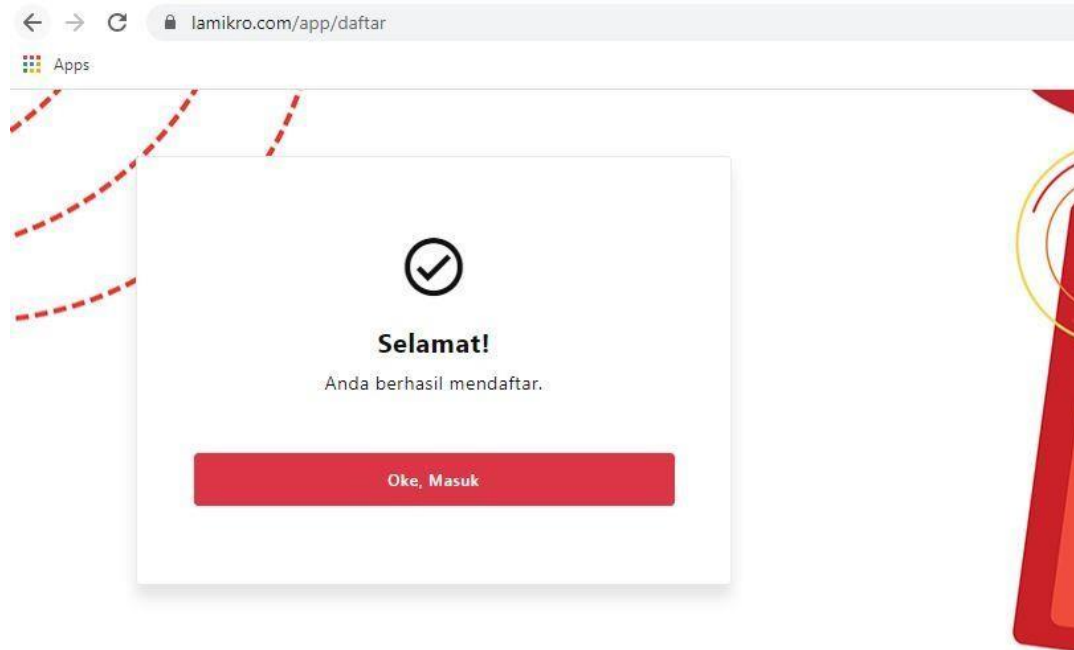 lamikro.com/app/daftar
Apps
Selamat!
Anda berhasil mendaftar.
Oke, Masuk